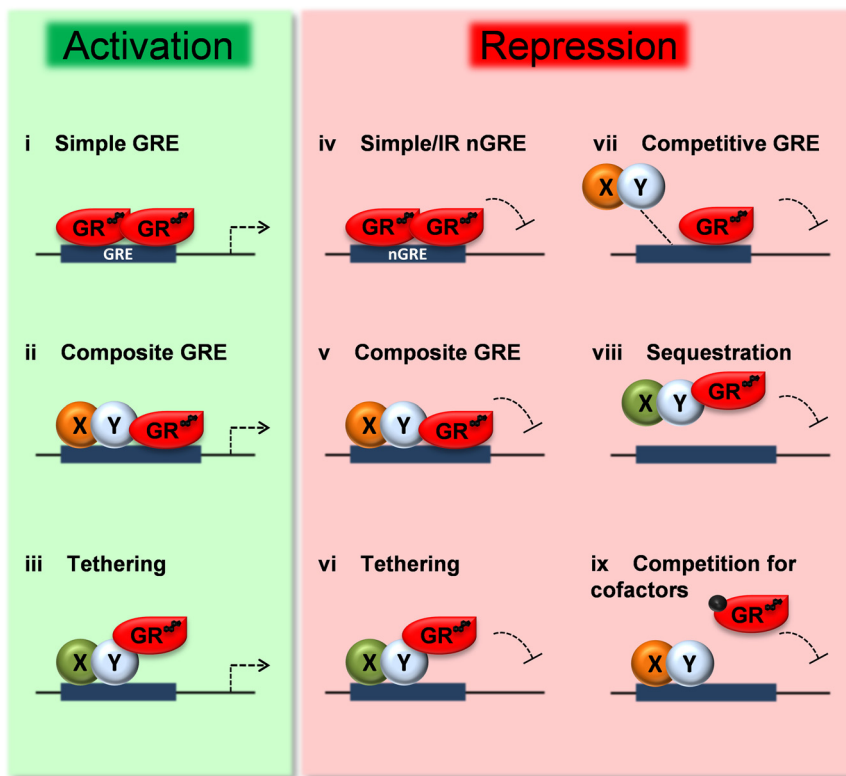 Activation
i Simple GRE
GR GR
GRE
ii Composite GRE
X Y GR
iii Tethering
GR
X Y
Repression
iv Simple/IR nGRE
GR GR
nGRE
v Composite GRE
X Y GR
vi Tethering
GR
X Y
vii Competitive GRE
X Y
GR
viii Sequestration
X Y GR
ix Competition for
cofactors
GR
X Y